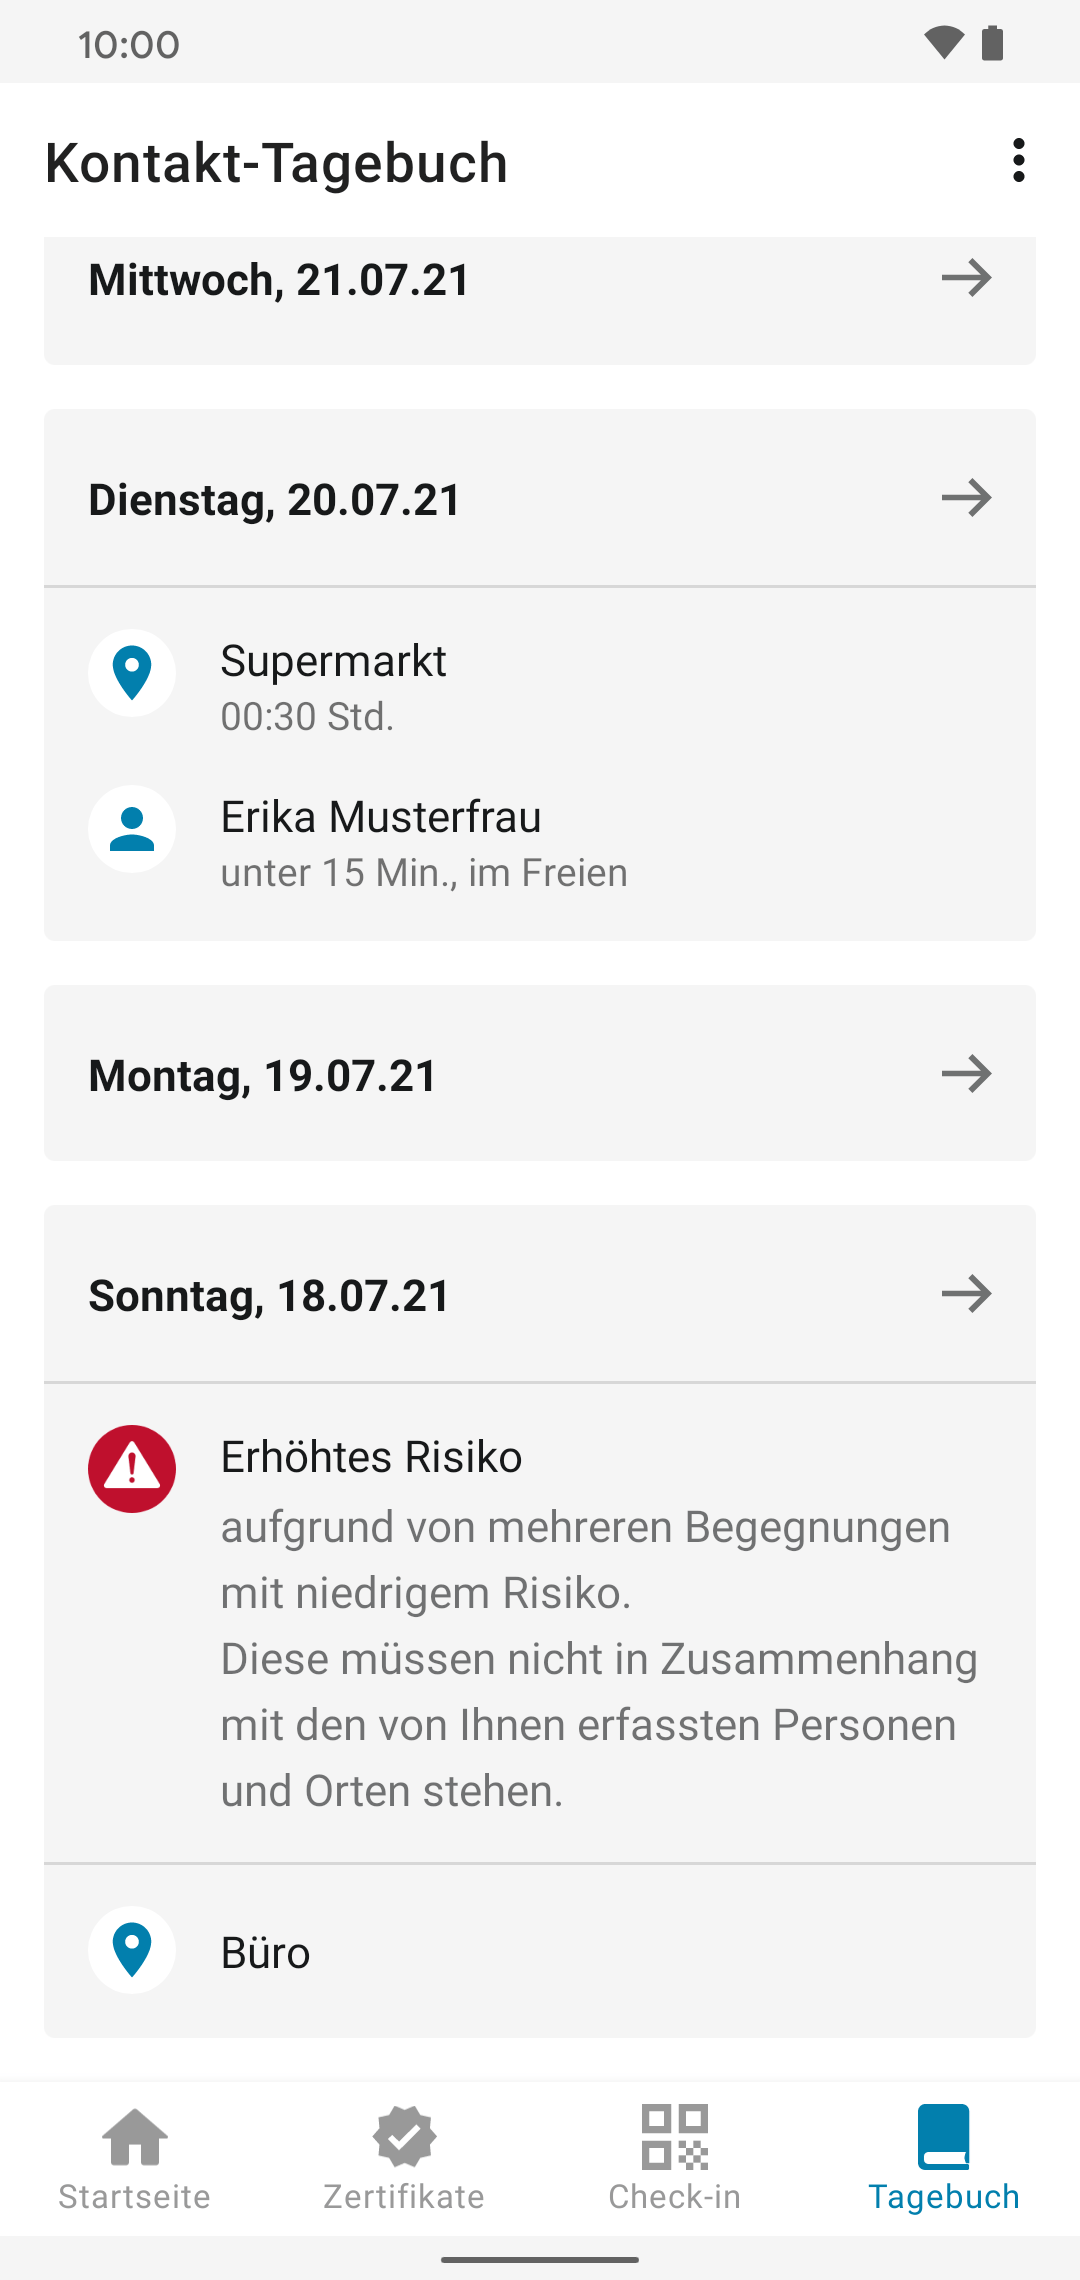 10:00
Kontakt-Tagebuch
Mittwoch, 21.07.21
Dienstag, 20.07.21
Supermarkt
00:30 Std.
Erika Musterfrau
unter 15 Min., im Freien
Montag, 19.07.21
Sonntag, 18.07.21
Erhöhtes Risiko
aufgrund von mehreren Begegnungen
mit niedrigem Risiko.
Diese müssen nicht in Zusammenhang
mit den von Ihnen erfassten Personen
und Orten stehen.
Büro
Startseite
Zertifikate
Check-in
Tagebuch